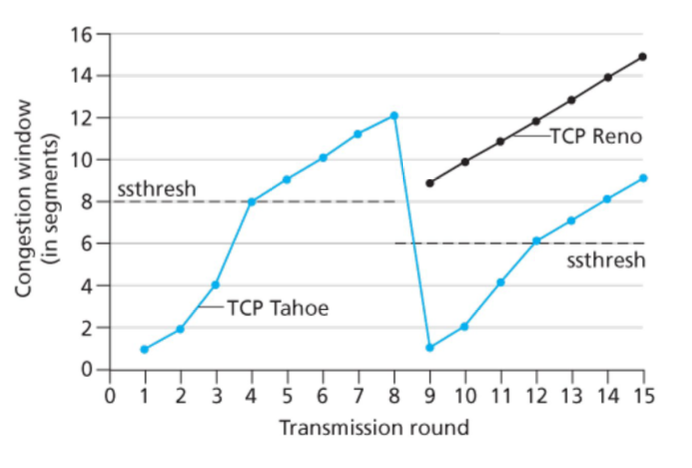 Congestion window
(in segments)
16
14
12
10
8
6
4
2
0
ssthresh
TCP Tahoe
TCP Reno
ssthresh
0 1 2 3 4 5 6 7 8 9 10 11 12 13 14 15
Transmission round